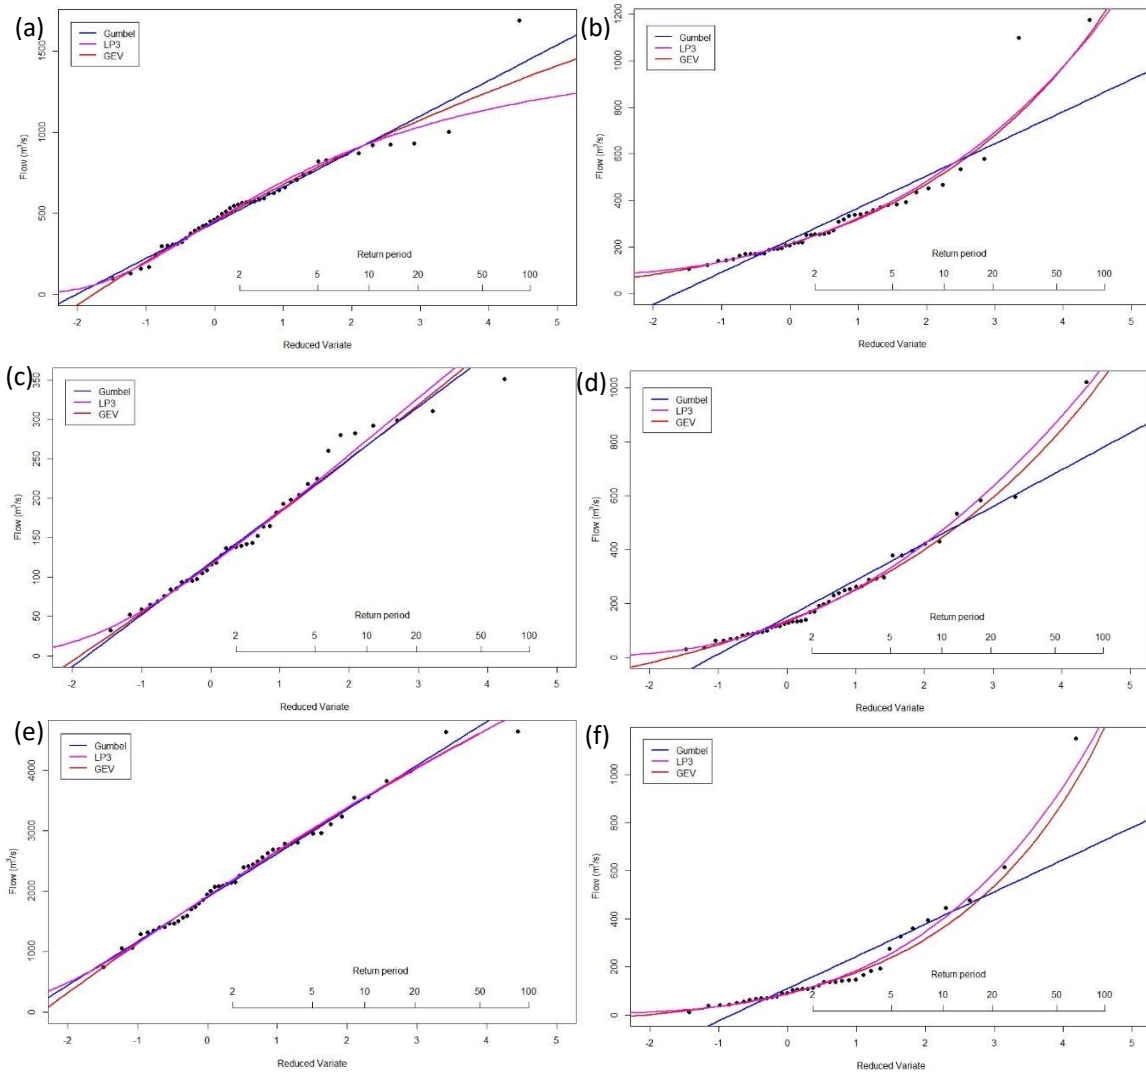 (a)
Gumbel
LP3
GEV
Flow (m³/s)
1500
1000
500
0
Return period
2 5 10 20 50 100
-2 -1 0 1 2 3 4 5
Reduced Variate
(b)
Gumbel
LP3
GEV
Flow (m³/s)
1200
1000
800
600
400
200
0
Return period
2 5 10 20 50 100
-2 -1 0 1 2 3 4 5
Reduced Variate
(c)
Gumbel
LP3
GEV
Flow (m³/s)
350
300
250
200
150
100
50
0
Return period
2 5 10 20 50 100
-2 -1 0 1 2 3 4 5
Reduced Variate
(d)
Gumbel
LP3
GEV
Flow (m³/s)
1000
800
600
400
200
0
Return period
2 5 10 20 50 100
-2 -1 0 1 2 3 4 5
Reduced Variate
(e)
Gumbel
LP3
GEV
Flow (m³/s)
4000
3000
2000
1000
0
Return period
2 5 10 20 50 100
-2 -1 0 1 2 3 4 5
Reduced Variate
(f)
Gumbel
LP3
GEV
Flow (m³/s)
1000
800
600
400
200
0
Return period
2 5 10 20 50 100
-2 -1 0 1 2 3 4 5
Reduced Variate